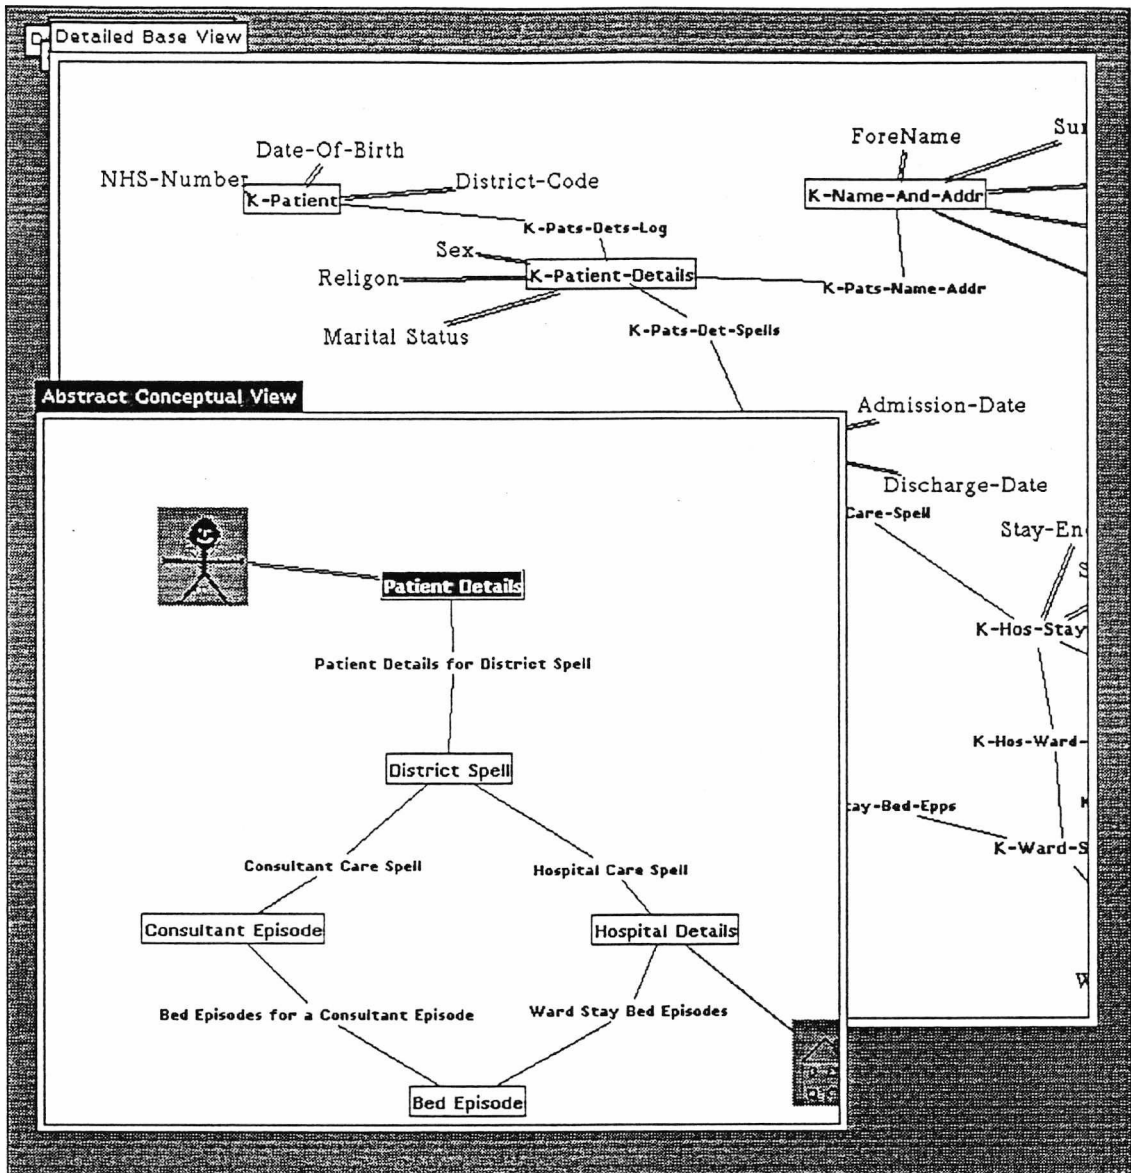 Detailed Base View
ForeName
Date-Of-Birth
NHS-Number
District-Code
K-Patient
K-Name-And-Addr
K-Pats-Dets-Log
Sex
Religon
K-Patient-Details
K-Pats-Name-Addr
Marital Status
K-Pats-Det-Spells
Abstract Conceptual View
Admission-Date
Discharge-Date
Care-Spell
Patient Details
K-Hos-Stay
Patient Details for District Spell
K-Hos-Ward-
District Spell
Stay-Bed-Epps
K-Ward-S
Consultant Care Spell
Hospital Care Spell
Consultant Episode
Hospital Details
Bed Episodes for a Consultant Episode
Ward Stay Bed Episodes
Bed Episode